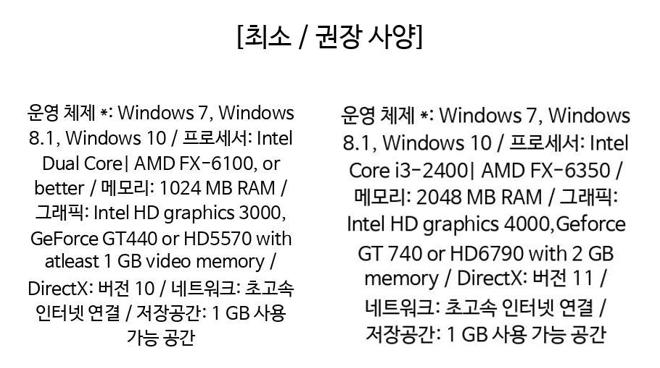 [최소 / 권장 사양]
운영 체제 *: Windows 7, Windows
8.1, Windows 10 / 프로세서: Intel
Dual Core| AMD FX-6100, or
better / 메모리: 1024 MB RAM /
그래픽: Intel HD graphics 3000,
GeForce GT440 or HD5570 with
atleast 1 GB video memory /
DirectX: 버전 10 / 네트워크: 초고속
인터넷 연결 / 저장공간: 1 GB 사용
가능 공간
운영 체제 *: Windows 7, Windows
8.1, Windows 10 / 프로세서: Intel
Core i3-2400| AMD FX-6350 /
메모리: 2048 MB RAM / 그래픽:
Intel HD graphics 4000,Geforce
GT 740 or HD6790 with 2 GB
memory / DirectX: 버전 11 /
네트워크: 초고속 인터넷 연결 /
저장공간: 1 GB 사용 가능 공간